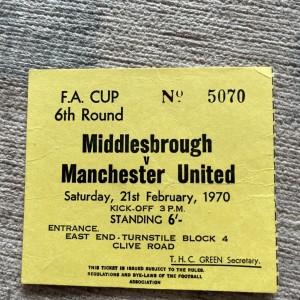 F.A. CUP Nº 5070
6th Round
Middlesbrough
v
Manchester United
Saturday, 21st February, 1970
KICK-OFF 3 P.M.
STANDING 6'-
ENTRANCE.
EAST END - TURNSTILE BLOCK 4
CLIVE ROAD
T. H. C. GREEN Secretary.
THIS TICKET IS ISSUED SUBJECT TO THE RULES,
REGULATIONS AND BYE-LAWS OF THE FOOTBALL
ASSOCIATION